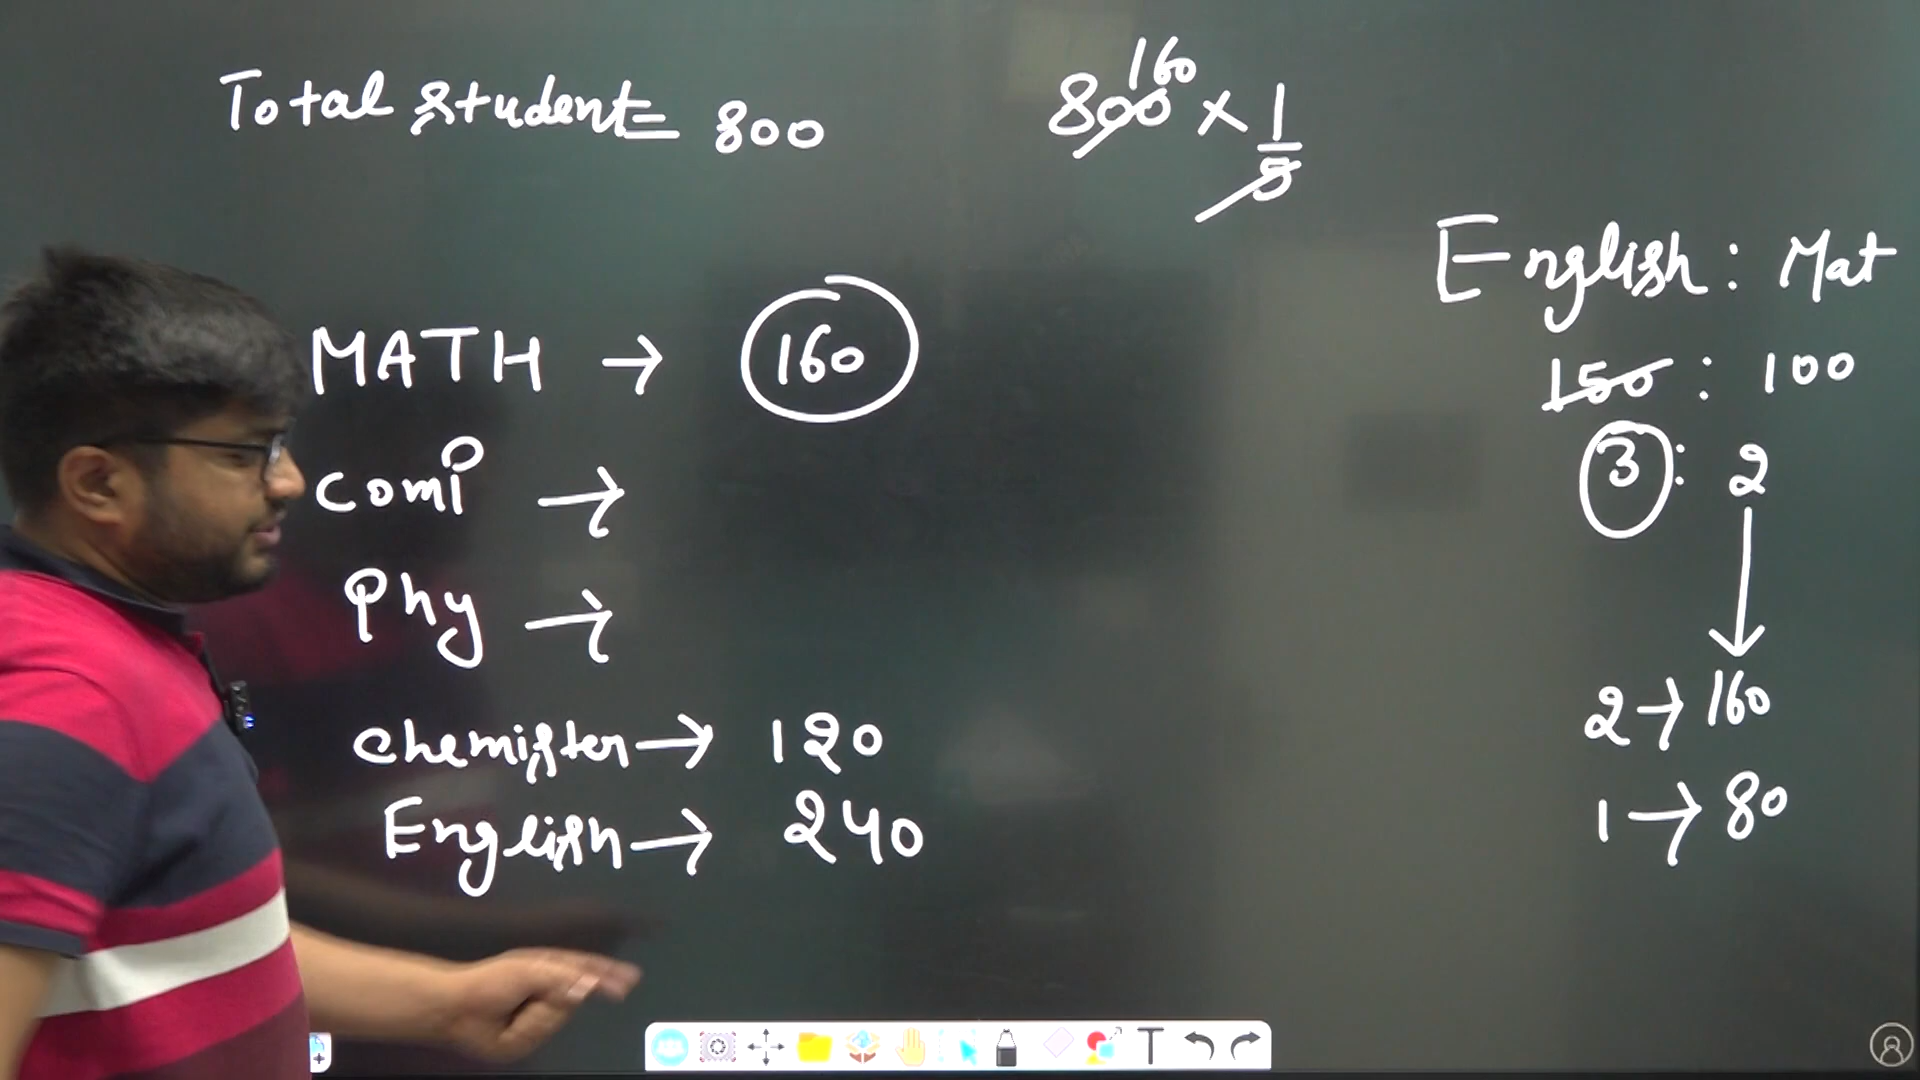 Total student = 800
800 160 × 1/5
English : Mat
MATH → 160
150 : 100
3 : 2
comp →
Phy →
2 → 160
chemister → 120
1 → 80
English → 240
T